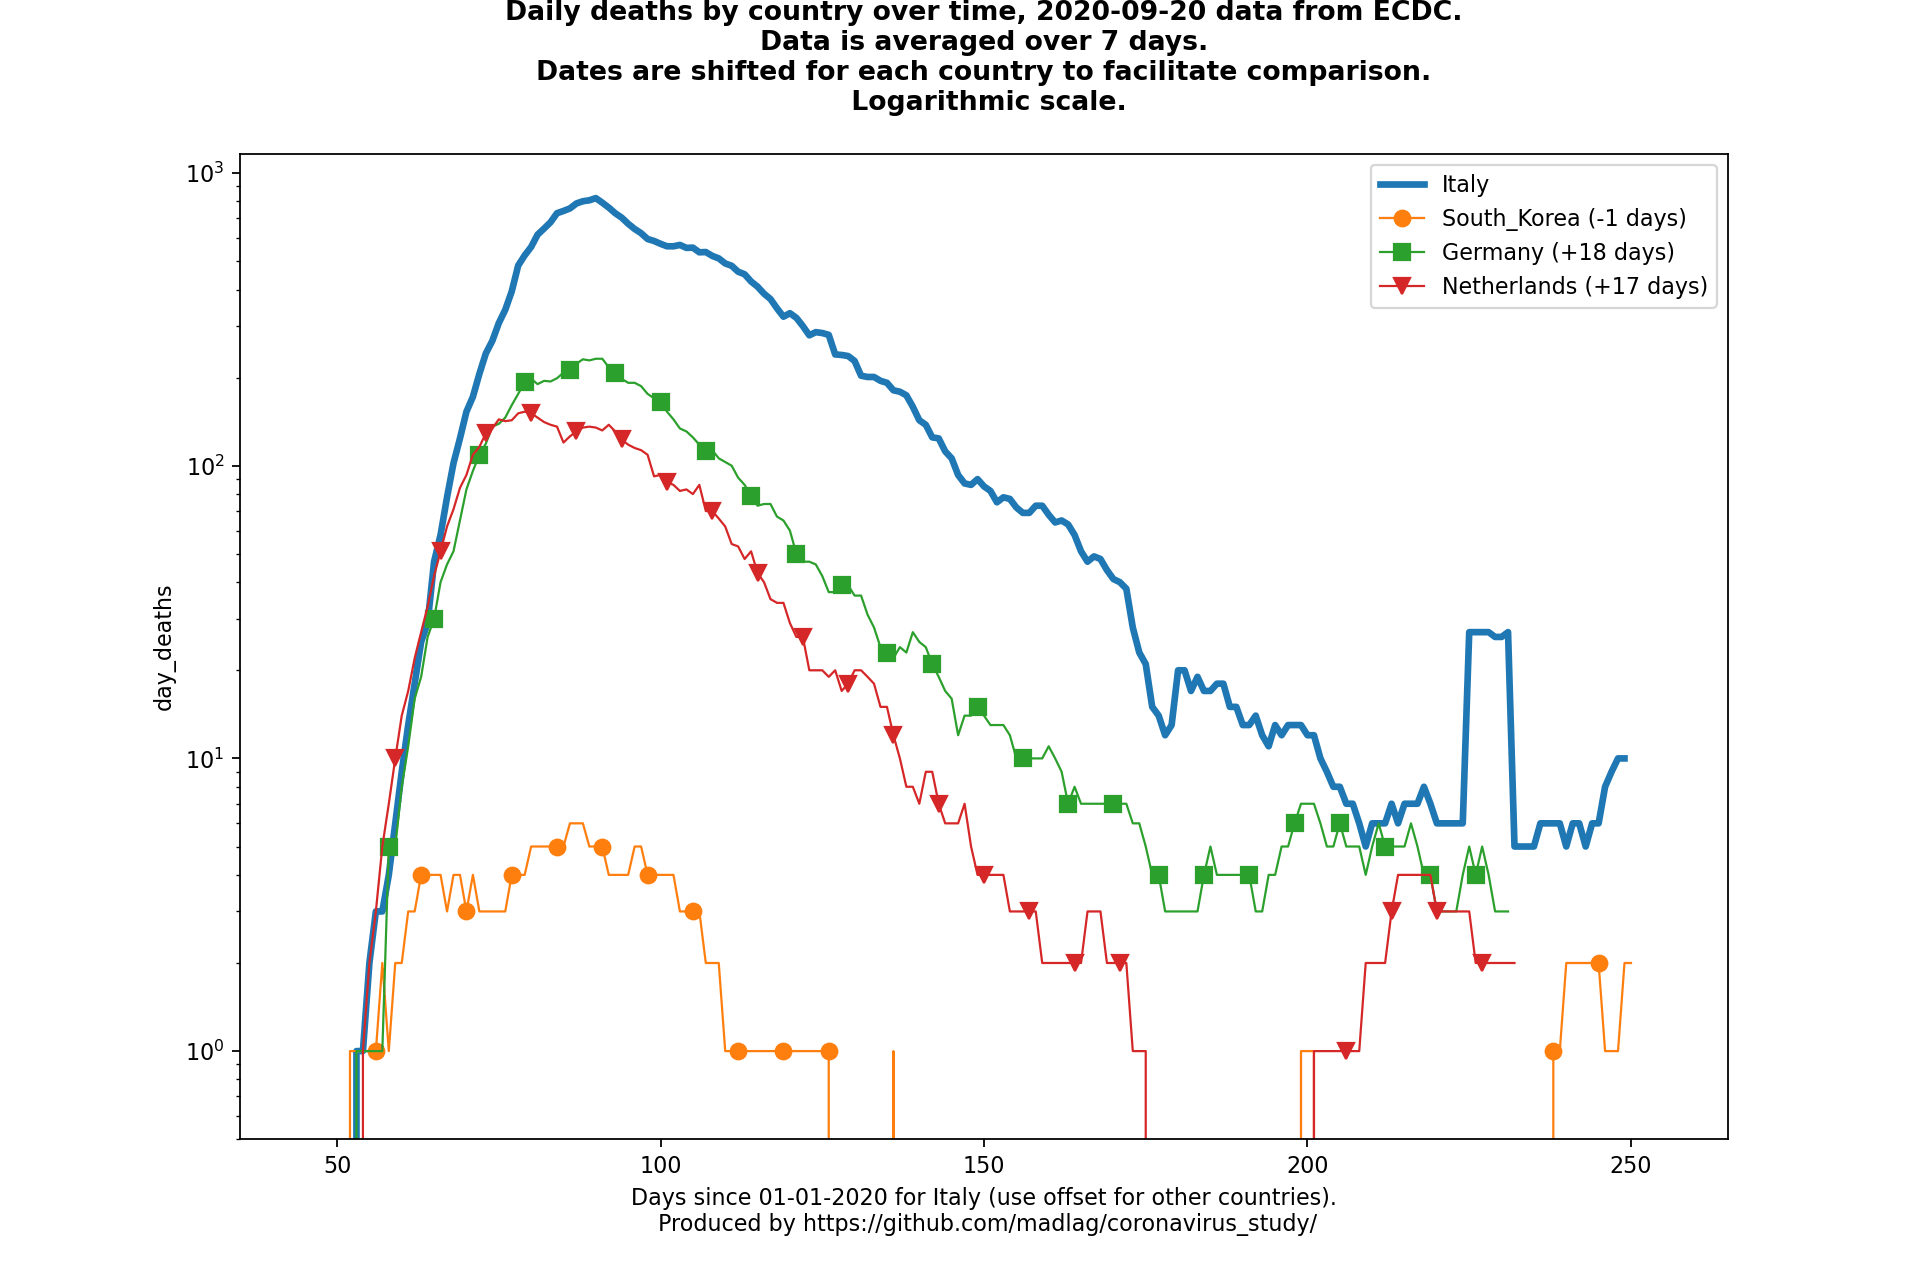 Daily deaths by country over time, 2020-09-20 data from ECDC.
Data is averaged over 7 days.
Dates are shifted for each country to facilitate comparison.
Logarithmic scale.
10³
10²
10¹
10⁰
day_deaths
Italy
South_Korea (-1 days)
Germany (+18 days)
Netherlands (+17 days)
50 100 150 200 250
Days since 01-01-2020 for Italy (use offset for other countries).
Produced by https://github.com/madlag/coronavirus_study/